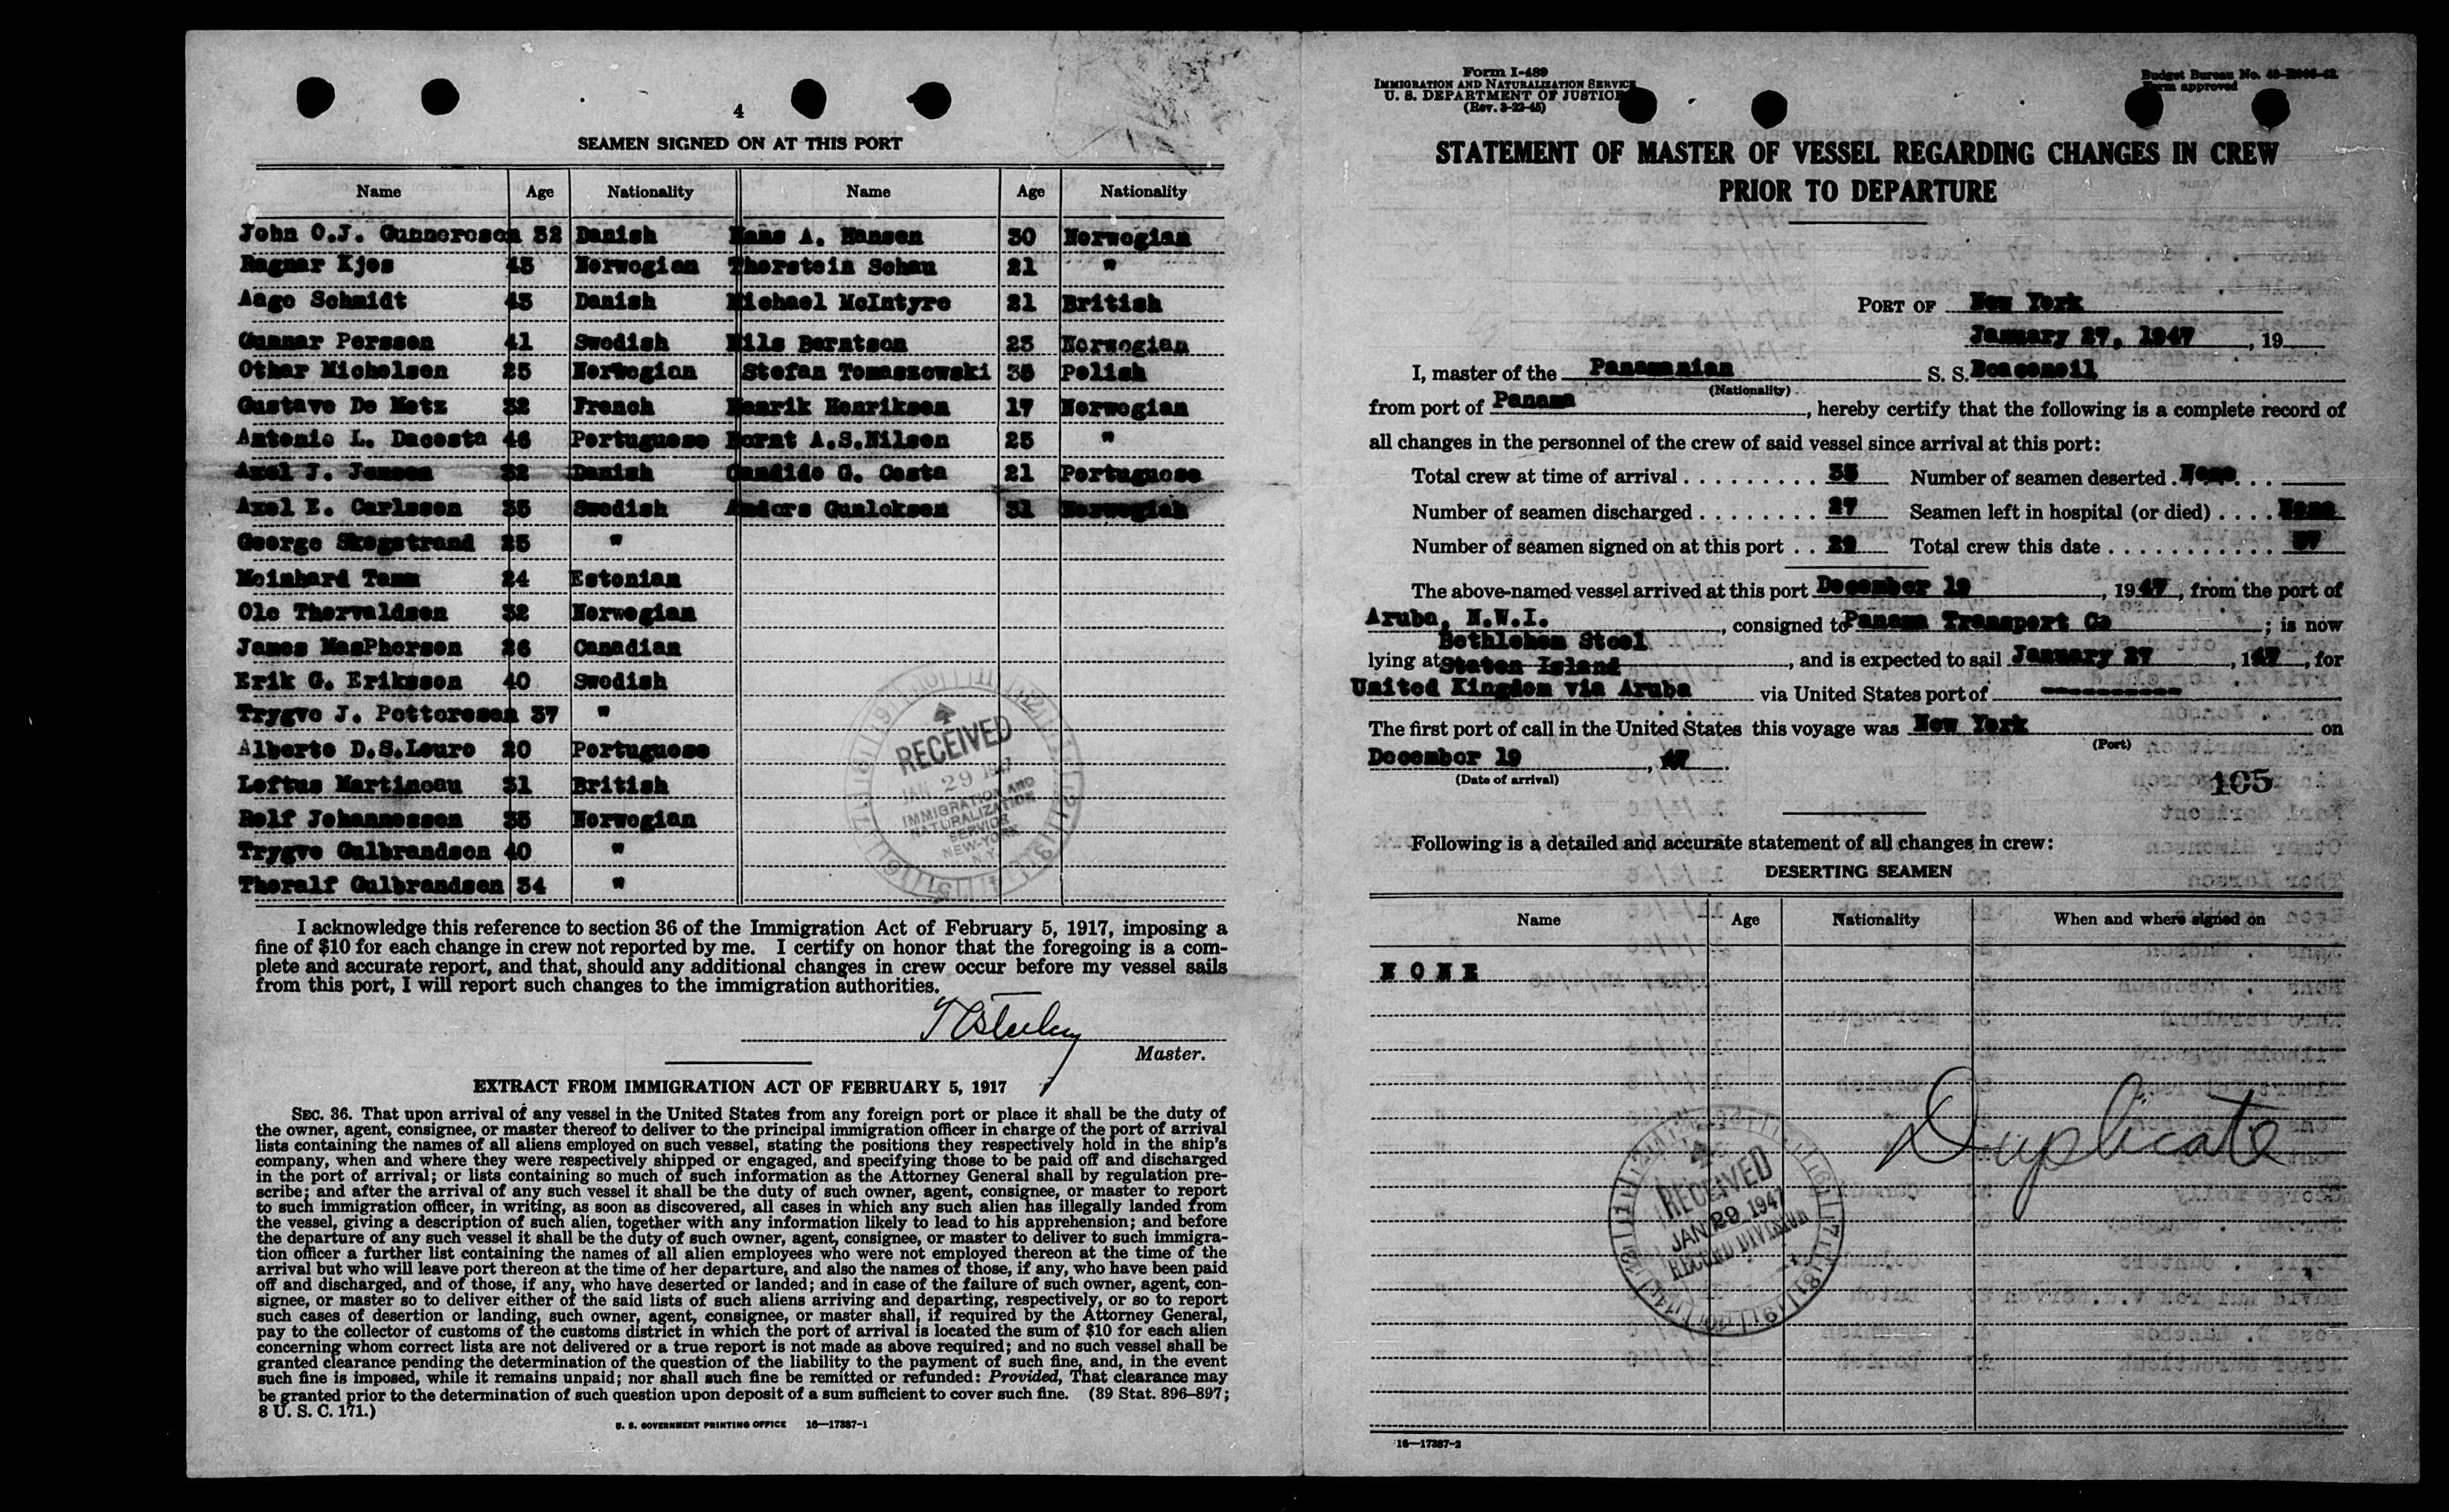 4
SEAMEN SIGNED ON AT THIS PORT
Name Age Nationality Name Age Nationality
John O.J. Gunnerosen 32 Danish Hans A. Hansen 30 Norwegian
Ragnar Kjos 43 Norwegian Thorstein Schau 21 "
Aage Schmidt 43 Danish Michael McIntyre 21 British
Gunnar Persson 41 Swedish Nils Berntson 23 Norwegian
Othar Micholsen 25 Norwegian Stefan Tomaszowski 35 Polish
Gustave De Metz 32 French Henrik Henriksen 17 Norwegian
Antonio L. Dacosta 46 Portuguese Bernt A.S.Nilsen 25 "
Axel J. Jensen 32 Danish Candido G. Costa 21 Portuguese
Axel E. Carlsson 35 Swedish Anders Gunloksen 31 Norwegian
George Skogstrand 25 "
Meinhard Tamm 24 Estonian
Ole Thorvaldsen 32 Norwegian
James MacPherson 26 Canadian
Erik G. Eriksson 40 Swedish
Trygve J. Pettersen 37 "
Alberto D.S.Louro 20 Portuguese
Loftus Martineau 31 British
Rolf Johannessen 35 Norwegian
Trygve Gulbrandsen 40 "
Thoralf Gulbrandsen 34 "
RECEIVED
JAN 29 1947
IMMIGRATION AND
NATURALIZATION
SERVICE
NEW-YORK
N.Y.
I acknowledge this reference to section 36 of the Immigration Act of February 5, 1917, imposing a
fine of $10 for each change in crew not reported by me. I certify on honor that the foregoing is a com-
plete and accurate report, and that, should any additional changes in crew occur before my vessel sails
from this port, I will report such changes to the immigration authorities.
Master.
EXTRACT FROM IMMIGRATION ACT OF FEBRUARY 5, 1917
SEC. 36. That upon arrival of any vessel in the United States from any foreign port or place it shall be the duty of
the owner, agent, consignee, or master thereof to deliver to the principal immigration officer in charge of the port of arrival
lists containing the names of all aliens employed on such vessel, stating the positions they respectively hold in the ship's
company, when and where they were respectively shipped or engaged, and specifying those to be paid off and discharged
in the port of arrival; or lists containing so much of such information as the Attorney General shall by regulation pre-
scribe; and after the arrival of any such vessel it shall be the duty of such owner, agent, consignee, or master to report
to such immigration officer, in writing, as soon as discovered, all cases in which any such alien has illegally landed from
the vessel, giving a description of such alien, together with any information likely to lead to his apprehension; and before
the departure of any such vessel it shall be the duty of such owner, agent, consignee, or master to deliver to such immigra-
tion officer a further list containing the names of all alien employees who were not employed thereon at the time of the
arrival but who will leave port thereon at the time of her departure, and also the names of those, if any, who have been paid
off and discharged, and of those, if any, who have deserted or landed; and in case of the failure of such owner, agent, con-
signee, or master so to deliver either of the said lists of such aliens arriving and departing, respectively, or so to report
such cases of desertion or landing, such owner, agent, consignee, or master shall, if required by the Attorney General,
pay to the collector of customs of the customs district in which the port of arrival is located the sum of $10 for each alien
concerning whom correct lists are not delivered or a true report is not made as above required; and no such vessel shall be
granted clearance pending the determination of the question of the liability to the payment of such fine, and, in the event
such fine is imposed, while it remains unpaid; nor shall such fine be remitted or refunded: Provided, That clearance may
be granted prior to the determination of such question upon deposit of a sum sufficient to cover such fine. (39 Stat. 896–897;
8 U. S. C. 171.)
U. S. GOVERNMENT PRINTING OFFICE 16—17387-1
Form I-489
IMMIGRATION AND NATURALIZATION SERVICE
U. S. DEPARTMENT OF JUSTICE
(Rev. 3-22-45)
Budget Bureau No.
Form approved
STATEMENT OF MASTER OF VESSEL REGARDING CHANGES IN CREW
PRIOR TO DEPARTURE
PORT OF New York
January 27, 1947, 19
I, master of the Panamanian S. S. Beaconoil
(Nationality)
from port of Panama, hereby certify that the following is a complete record of
all changes in the personnel of the crew of said vessel since arrival at this port:
Total crew at time of arrival 35 Number of seamen deserted None
Number of seamen discharged 27 Seamen left in hospital (or died) None
Number of seamen signed on at this port 29 Total crew this date 37
The above-named vessel arrived at this port December 19, 1947, from the port of
Aruba, N.W.I., consigned to Panama Transport Co; is now
Bethlehem Steel
lying at Staten Island, and is expected to sail January 27, 1947, for
United Kingdom via Aruba via United States port of ----------
The first port of call in the United States this voyage was New York on
(Port)
December 19, 47.
(Date of arrival)
105
Following is a detailed and accurate statement of all changes in crew:
DESERTING SEAMEN
Name Age Nationality When and where signed on
N O N E
Duplicate
RECEIVED
JAN 29 1947
RECORD DIVISION
16—17387-2